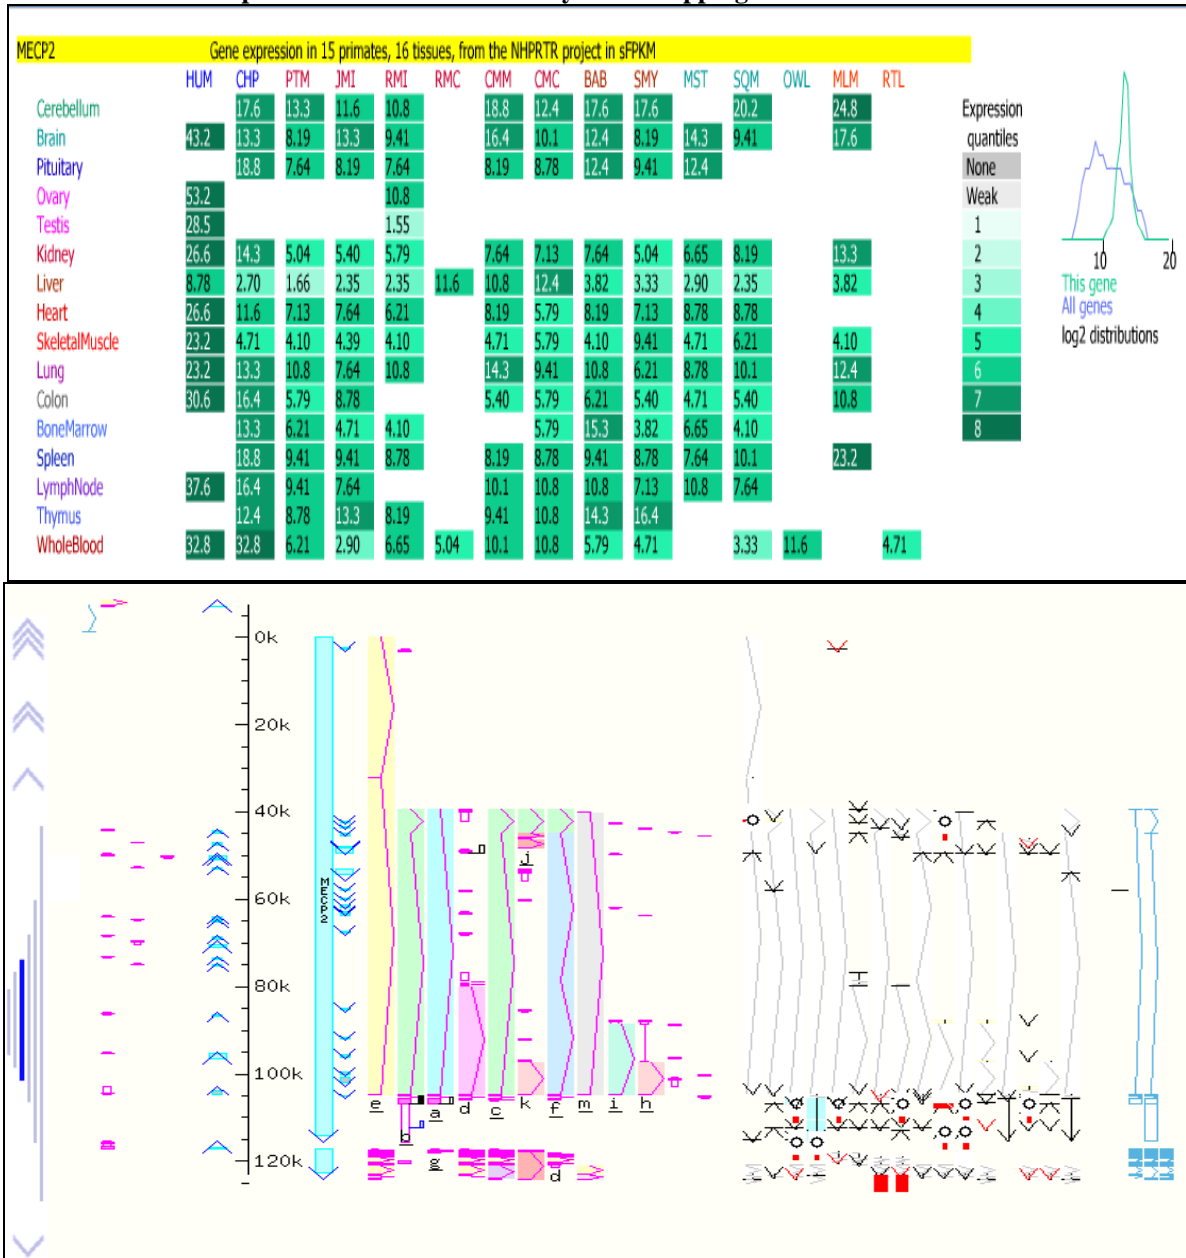 MECP2 Gene expression in 15 primates, 16 tissues, from the NHPRTR project in sFPKM
HUM CHP PTM JMI RMI RMC CMM CMC BAB SMY MST SQM OWL MLM RTL
Cerebellum 17.6 13.3 11.6 10.8 18.8 12.4 17.6 17.6 20.2 24.8
Brain 43.2 13.3 8.19 13.3 9.41 16.4 10.1 12.4 8.19 14.3 9.41 17.6
Pituitary 18.8 7.64 8.19 7.64 8.19 8.78 12.4 9.41 12.4
Ovary 53.2 10.8
Testis 28.5 1.55
Kidney 26.6 14.3 5.04 5.40 5.79 7.64 7.13 7.64 5.04 6.65 8.19 13.3
Liver 8.78 2.70 1.66 2.35 2.35 11.6 10.8 12.4 3.82 3.33 2.90 2.35 3.82
Heart 26.6 11.6 7.13 7.64 6.21 8.19 5.79 8.19 7.13 8.78 8.78
SkeletalMuscle 23.2 4.71 4.10 4.39 4.10 4.71 5.79 4.10 9.41 4.71 6.21 4.10
Lung 23.2 13.3 10.8 7.64 10.8 14.3 9.41 10.8 6.21 8.78 10.1 12.4
Colon 30.6 16.4 5.79 8.78 5.40 5.79 6.21 5.40 4.71 5.40 10.8
BoneMarrow 13.3 6.21 4.71 4.10 5.79 15.3 3.82 6.65 4.10
Spleen 18.8 9.41 9.41 8.78 8.19 8.78 9.41 8.78 7.64 10.1 23.2
LymphNode 37.6 16.4 9.41 7.64 10.1 10.8 10.8 7.13 10.8 7.64
Thymus 12.4 8.78 13.3 8.19 9.41 10.8 14.3 16.4
WholeBlood 32.8 32.8 6.21 2.90 6.65 5.04 10.1 10.8 5.79 4.71 3.33 11.6 4.71
Expression
quantiles
None
Weak
1
2
3
4
5
6
7
8
10 20
This gene
All genes
log2 distributions
0k
20k
40k
60k
80k
100k
120k
MECP2
j
e a d c k f m i h
b
g d